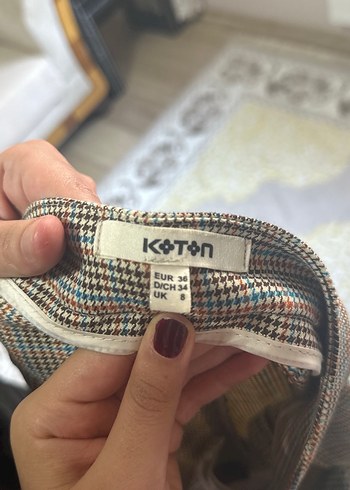 KOTON
EUR 36
D/CH 34
UK 8